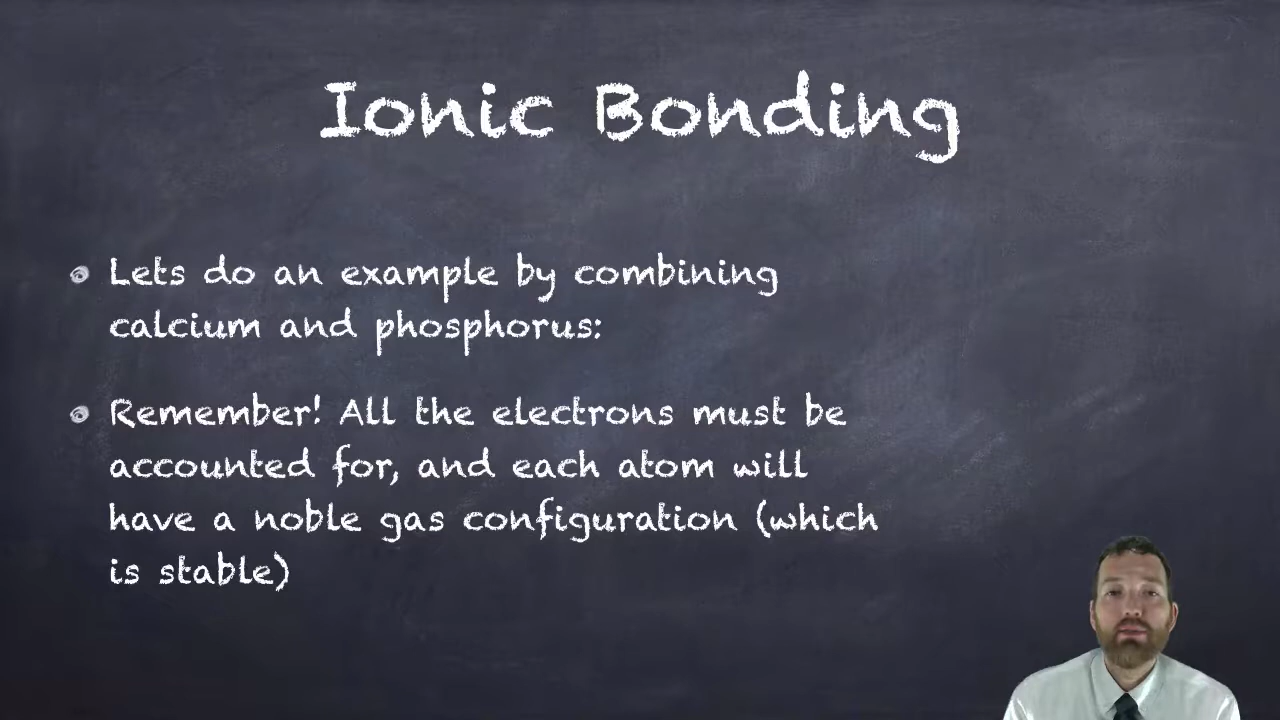 Ionic Bonding
Lets do an example by combining
calcium and phosphorus:
Remember! All the electrons must be
accounted for, and each atom will
have a noble gas configuration (which
is stable)